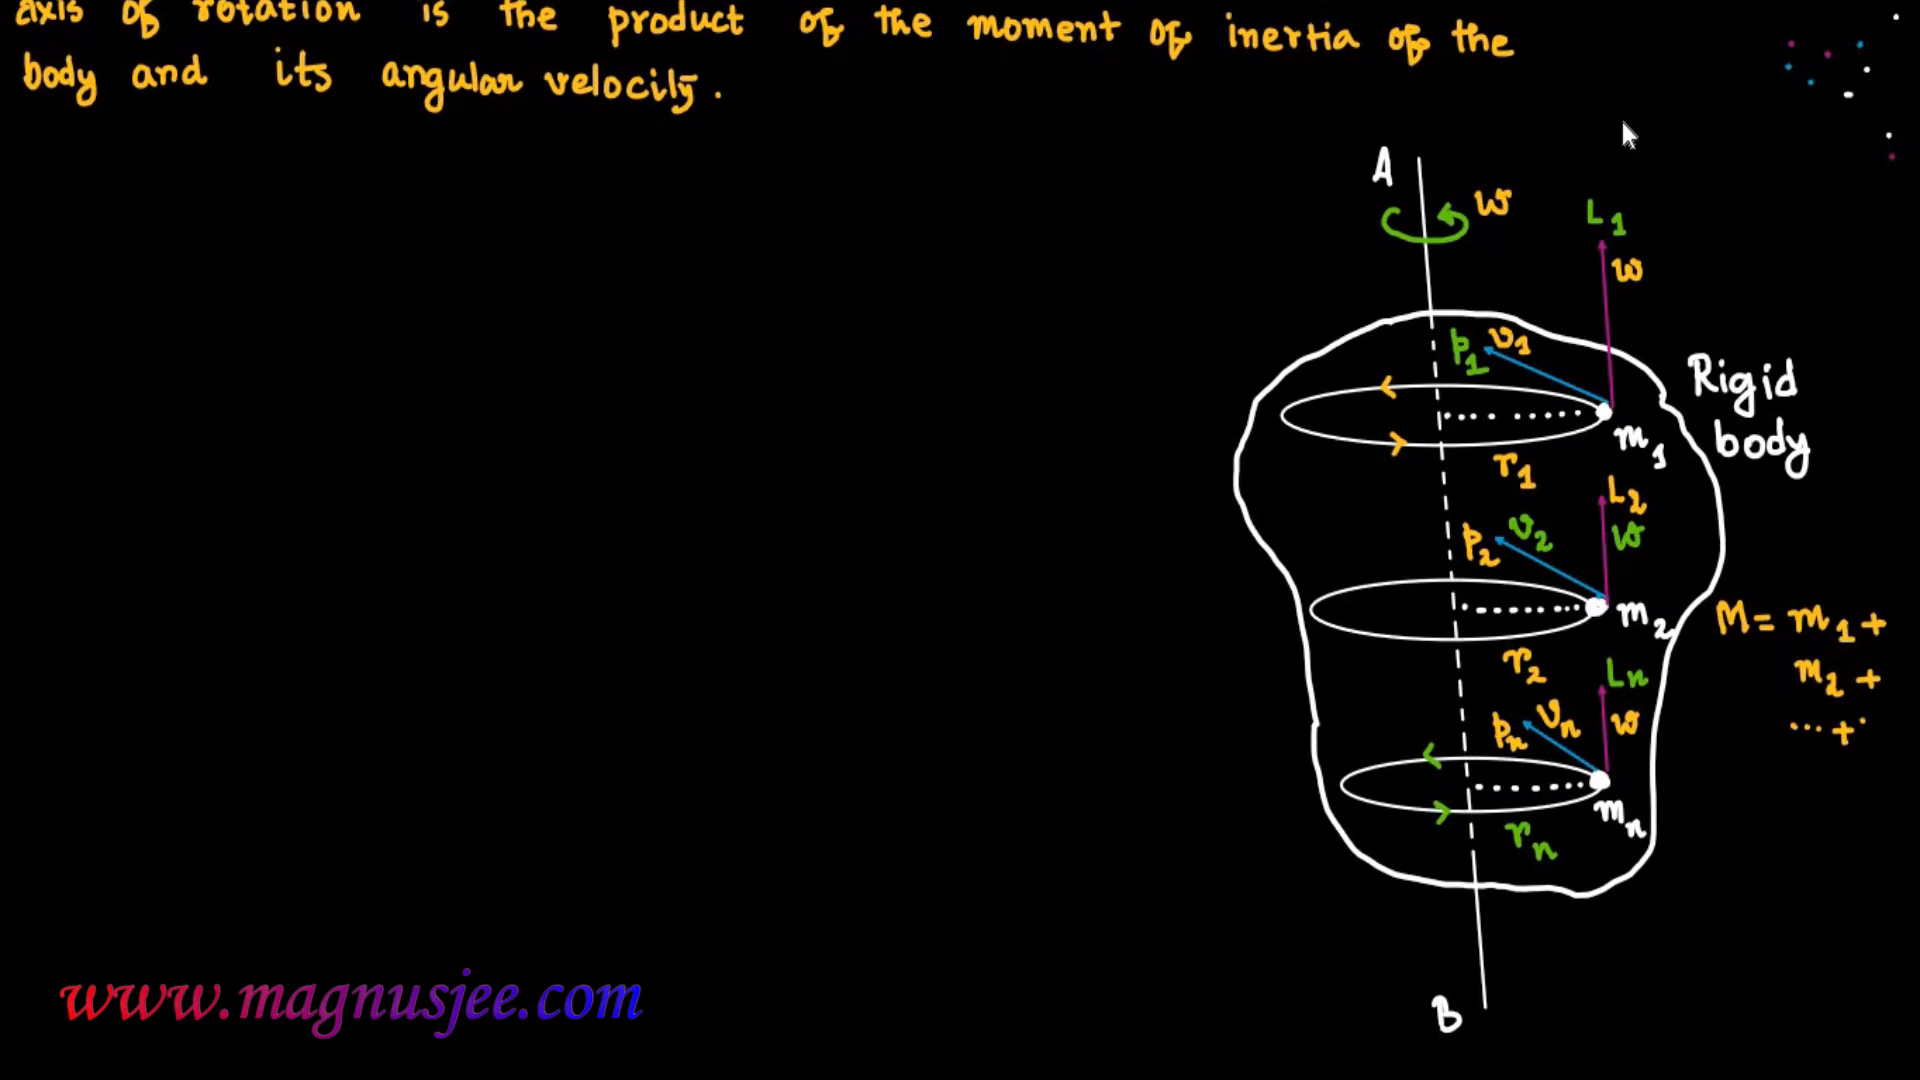 axis of rotation is the product of the moment of inertia of the
body and its angular velocity.
A
w
L1
w
p1 v1
m1
Rigid
body
r1
L2
w
p2 v2
m2
M = m1 +
m2 +
... +
r2
Ln
w
pn vn
mn
rn
B
www.magnusjee.com